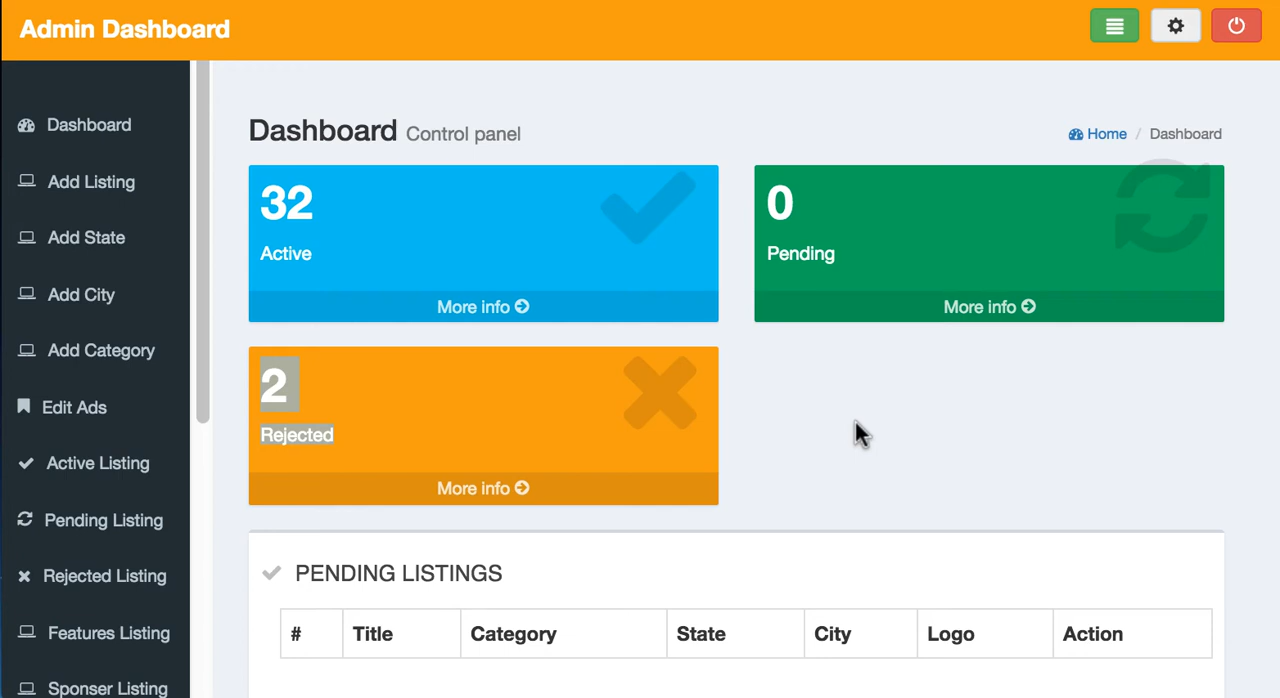 Admin Dashboard
Dashboard
Add Listing
Add State
Add City
Add Category
Edit Ads
Active Listing
Pending Listing
Rejected Listing
Features Listing
Sponser Listing
Dashboard Control panel
Home / Dashboard
32
Active
More info
0
Pending
More info
2
Rejected
More info
PENDING LISTINGS
# Title Category State City Logo Action